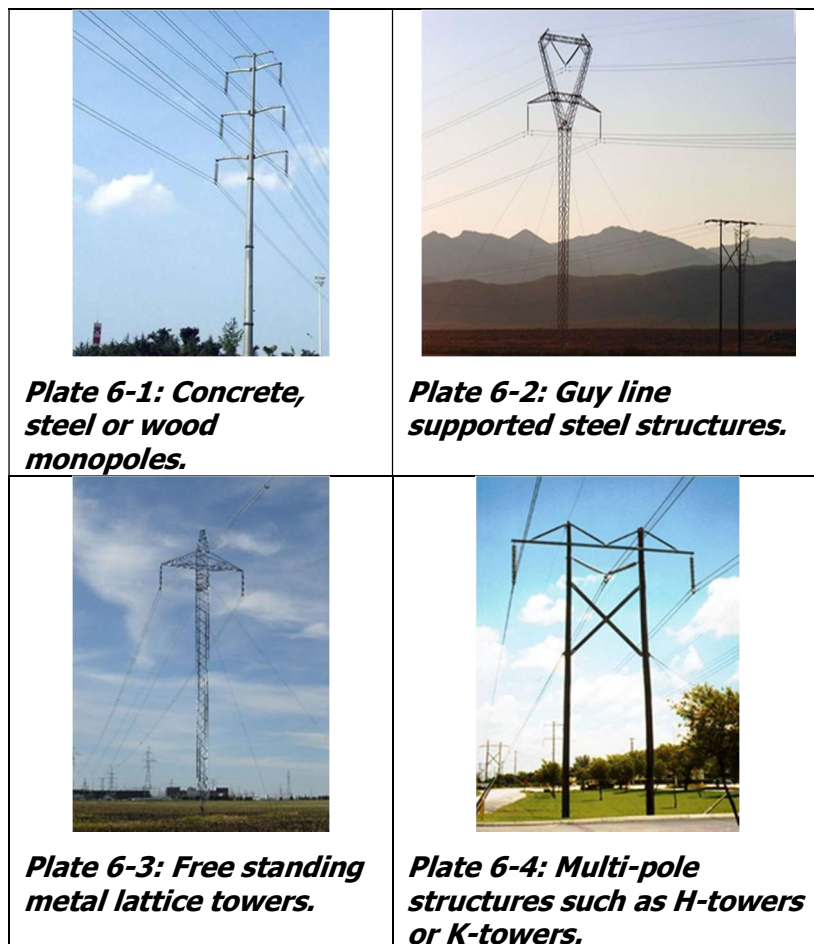 Plate 6-1: Concrete,
steel or wood
monopoles.
Plate 6-2: Guy line
supported steel structures.
Plate 6-3: Free standing
metal lattice towers.
Plate 6-4: Multi-pole
structures such as H-towers
or K-towers.